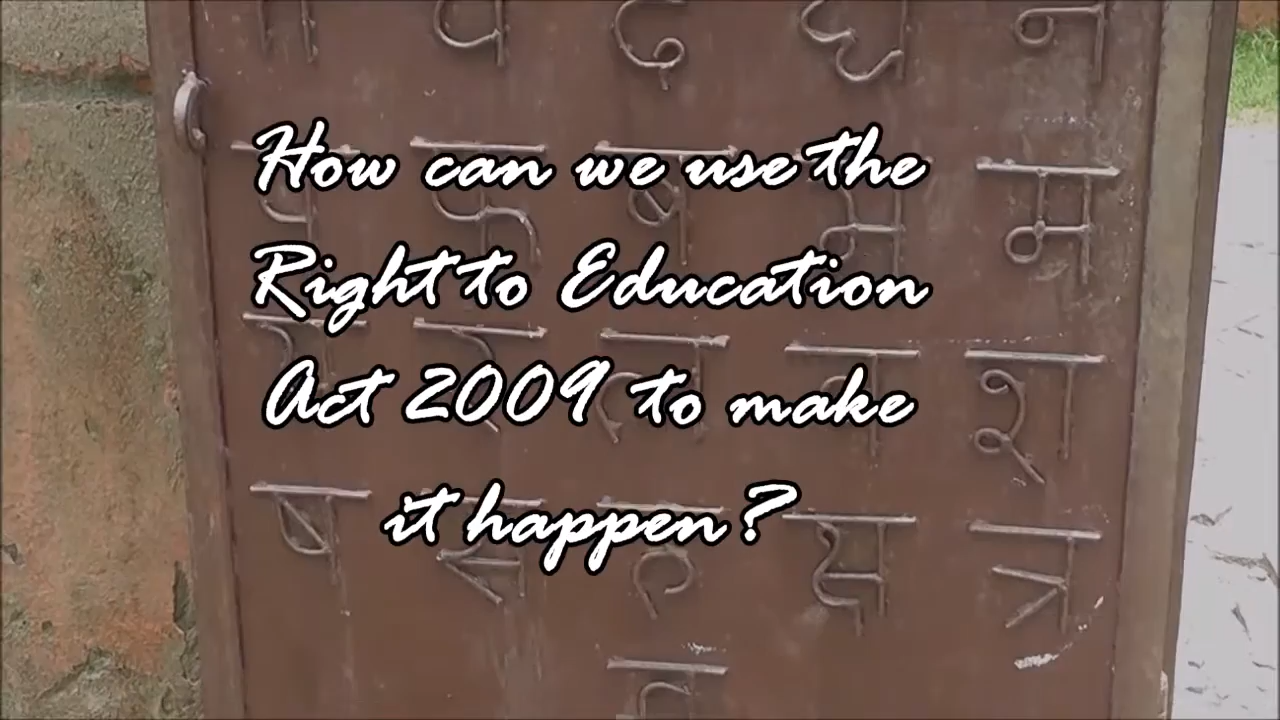 How can we use the
Right to Education
Act 2009 to make
it happen?
त थ द ध न
प फ ब भ म
य र ल व श
ष स ह क्ष त्र